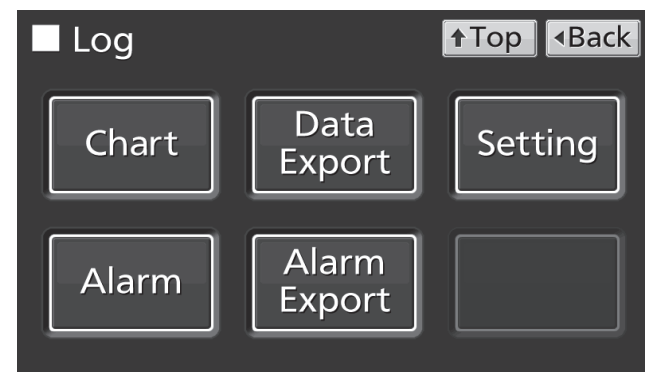 Log
↑Top
◂Back
Chart
Data
Export
Setting
Alarm
Alarm
Export